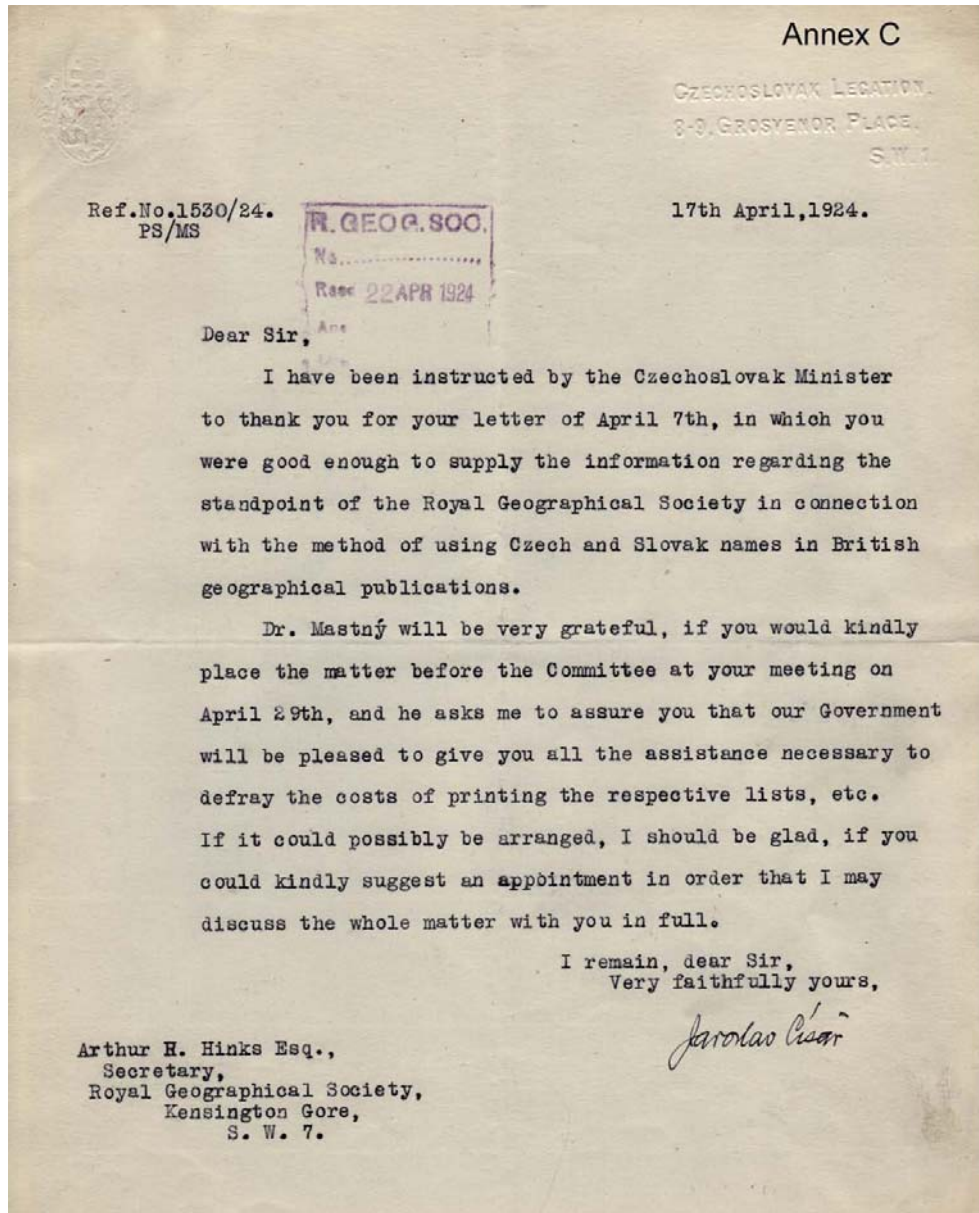 Annex C
CZECHOSLOVAK LEGATION.
8-9, GROSVENOR PLACE.
S.W.1.
Ref.No.1530/24.
PS/MS
17th April,1924.
R. GEOG. SOC.
No.
Recd 22 APR 1924
Ans
Dear Sir,
I have been instructed by the Czechoslovak Minister
to thank you for your letter of April 7th, in which you
were good enough to supply the information regarding the
standpoint of the Royal Geographical Society in connection
with the method of using Czech and Slovak names in British
geographical publications.
Dr. Mastný will be very grateful, if you would kindly
place the matter before the Committee at your meeting on
April 29th, and he asks me to assure you that our Government
will be pleased to give you all the assistance necessary to
defray the costs of printing the respective lists, etc.
If it could possibly be arranged, I should be glad, if you
could kindly suggest an appointment in order that I may
discuss the whole matter with you in full.
I remain, dear Sir,
Very faithfully yours,
Jaroslav Císař
Arthur H. Hinks Esq.,
Secretary,
Royal Geographical Society,
Kensington Gore,
S. W. 7.